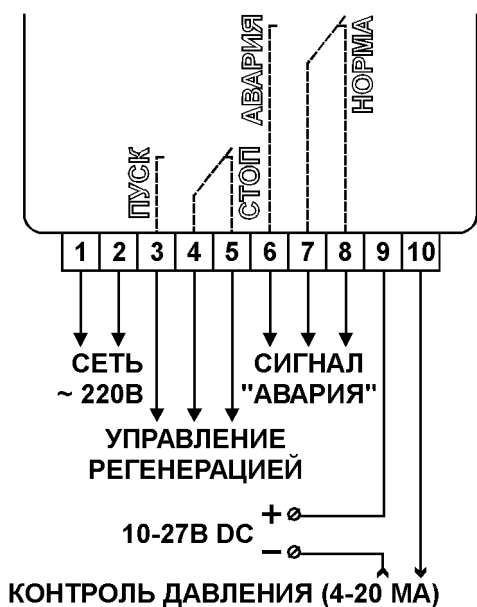 АВАРИЯ
НОРМА
ПУСК
СТОП
1 2 3 4 5 6 7 8 9 10
СЕТЬ
~ 220В
СИГНАЛ
"АВАРИЯ"
УПРАВЛЕНИЕ
РЕГЕНЕРАЦИЕЙ
+
10-27В DC
–
КОНТРОЛЬ ДАВЛЕНИЯ (4-20 МА)